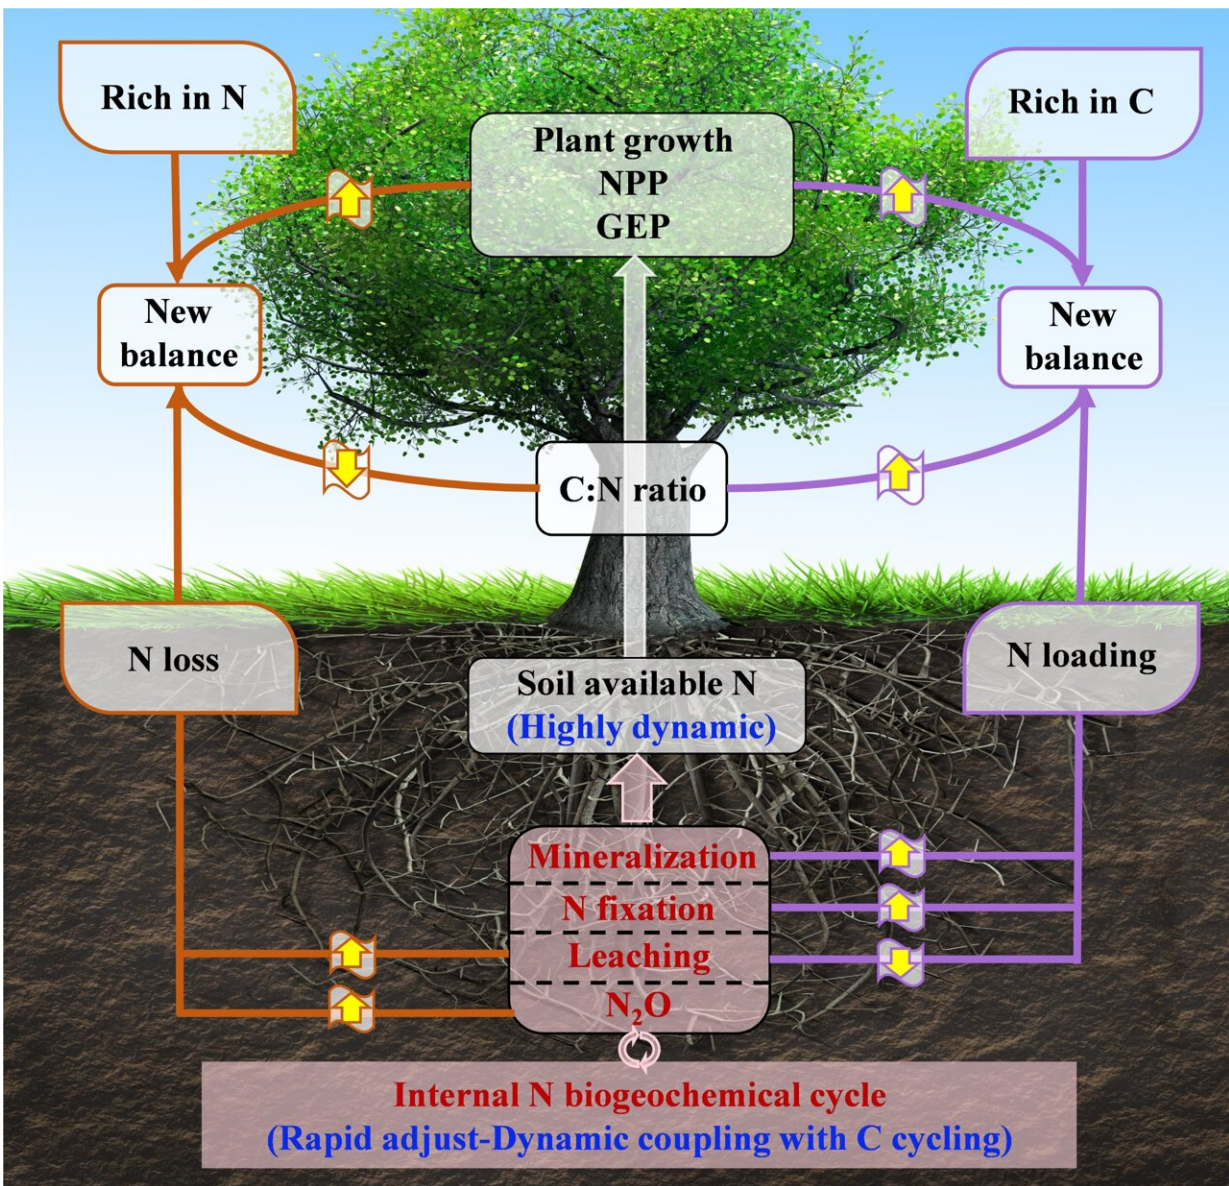 Rich in N
Rich in C
Plant growth
NPP
GEP
New
balance
New
balance
C:N ratio
N loss
N loading
Soil available N
(Highly dynamic)
Mineralization
N fixation
Leaching
N₂O
Internal N biogeochemical cycle
(Rapid adjust-Dynamic coupling with C cycling)